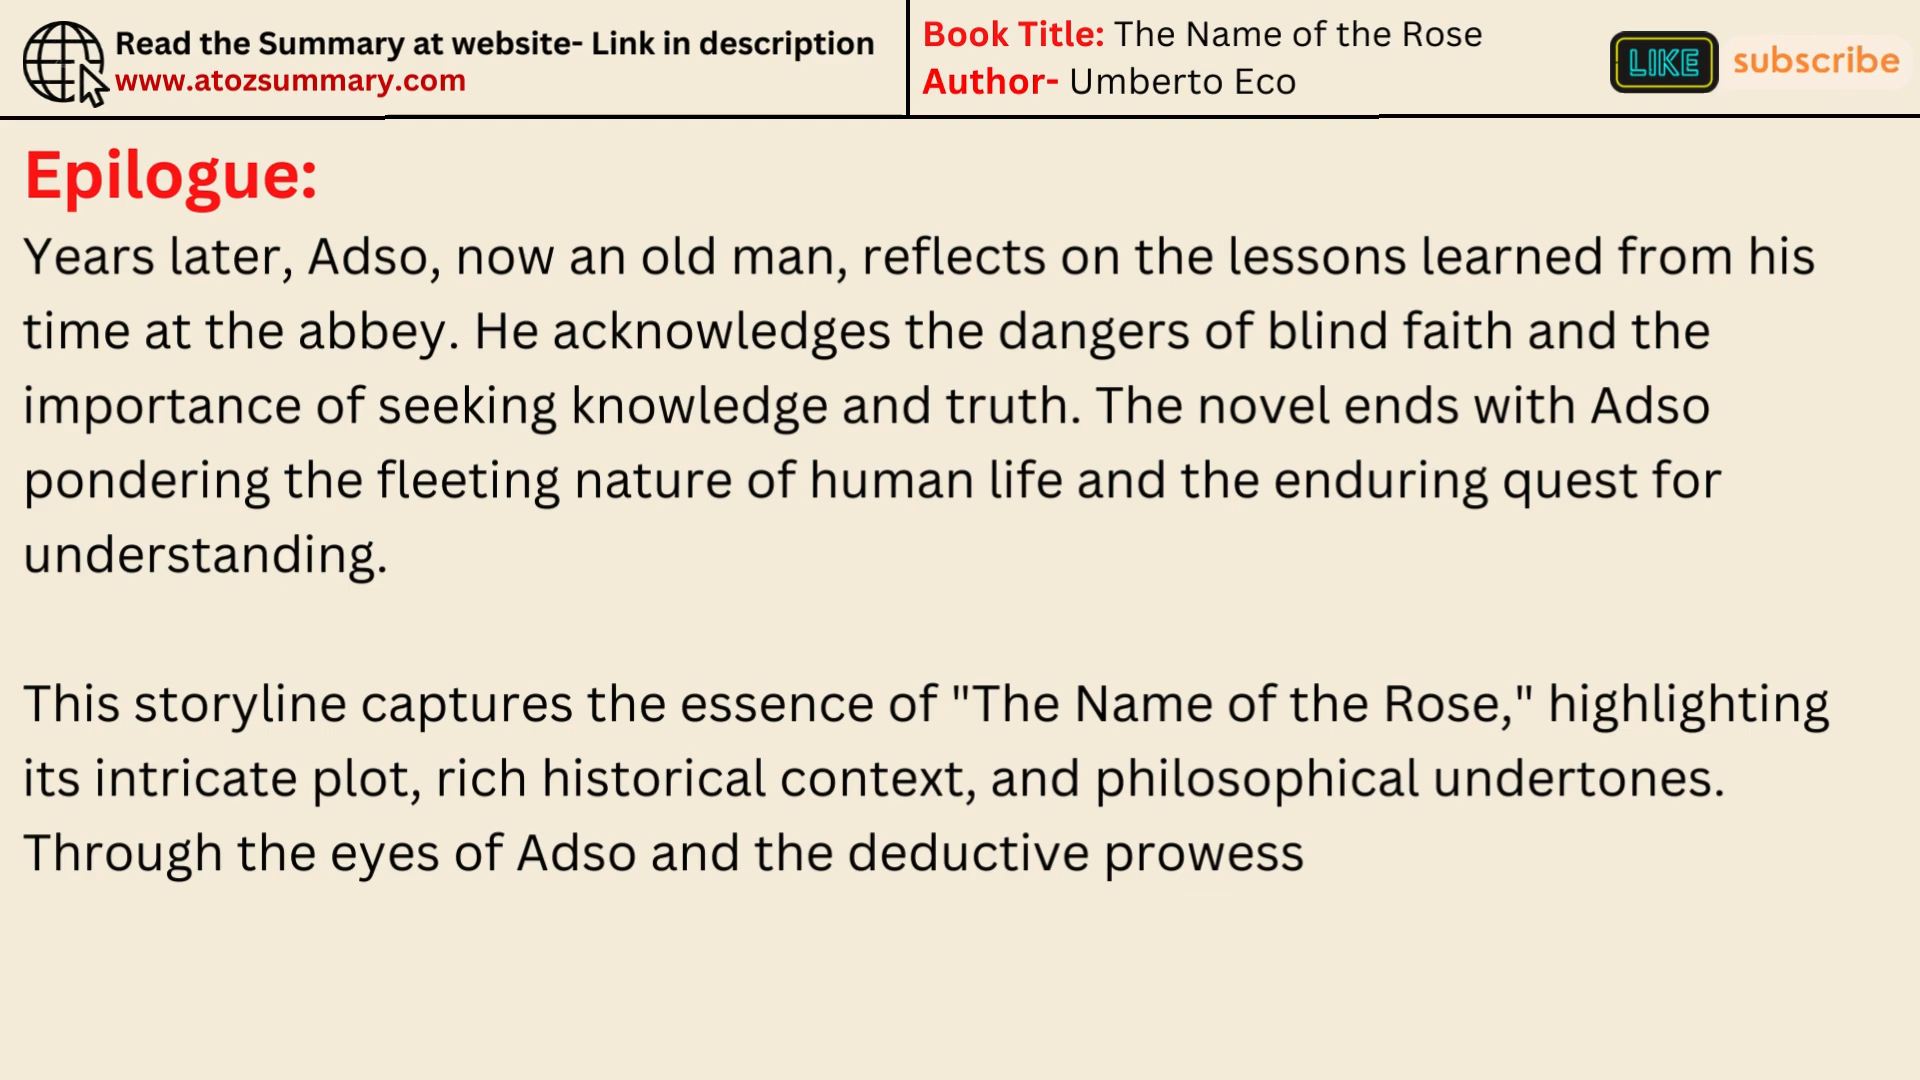 Read the Summary at website- Link in description
www.atozsummary.com
Book Title: The Name of the Rose
Author- Umberto Eco
LIKE
subscribe
Epilogue:
Years later, Adso, now an old man, reflects on the lessons learned from his
time at the abbey. He acknowledges the dangers of blind faith and the
importance of seeking knowledge and truth. The novel ends with Adso
pondering the fleeting nature of human life and the enduring quest for
understanding.
This storyline captures the essence of "The Name of the Rose," highlighting
its intricate plot, rich historical context, and philosophical undertones.
Through the eyes of Adso and the deductive prowess